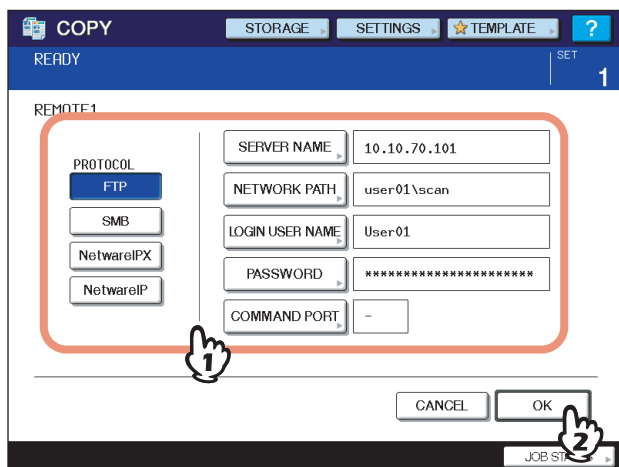 COPY
STORAGE
SETTINGS
TEMPLATE
?
READY
SET
1
REMOTE1
PROTOCOL
FTP
SMB
NetwareIPX
NetwareIP
SERVER NAME
10.10.70.101
NETWORK PATH
user01\scan
LOGIN USER NAME
User01
PASSWORD
**********************
COMMAND PORT
-
1
CANCEL
OK
2
JOB